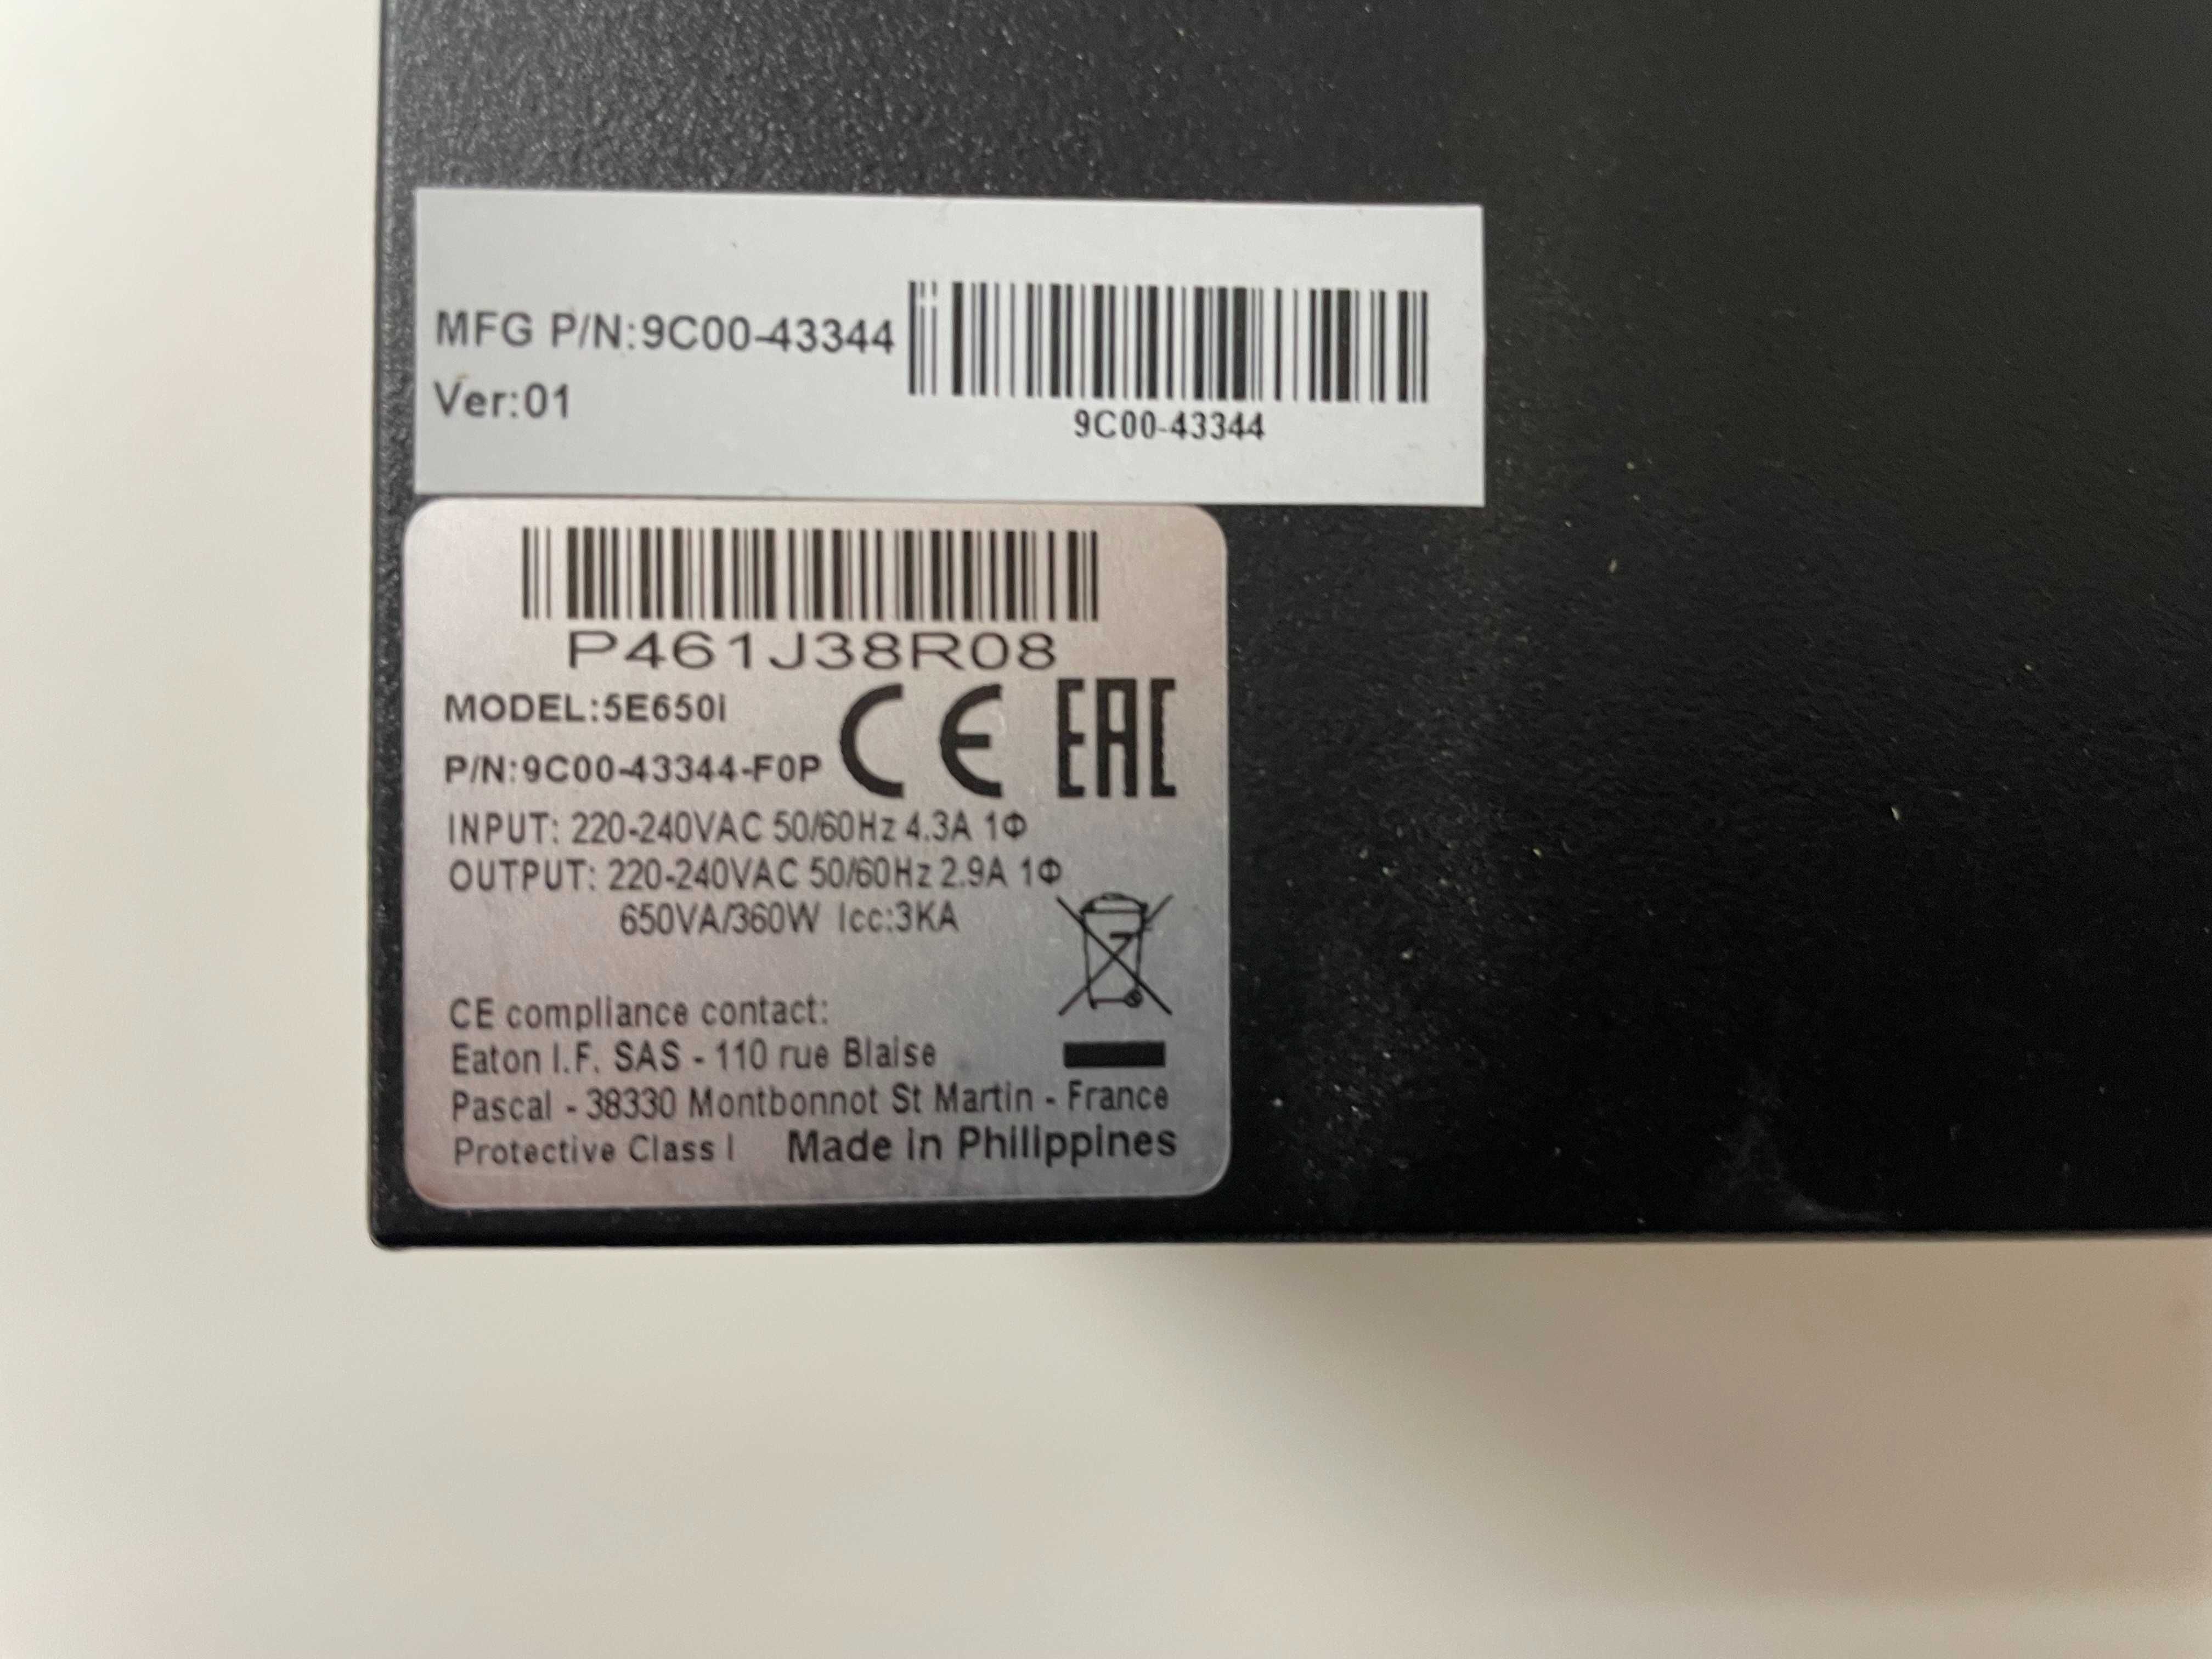 MFG P/N:9C00-43344
Ver:01
9C00-43344
P461J38R08
MODEL:5E650i
P/N:9C00-43344-F0P
CE EAC
INPUT: 220-240VAC 50/60Hz 4.3A 1Φ
OUTPUT: 220-240VAC 50/60Hz 2.9A 1Φ
650VA/360W Icc:3KA
7
CE compliance contact:
Eaton I.F. SAS - 110 rue Blaise
Pascal - 38330 Montbonnot St Martin - France
Protective Class I Made in Philippines